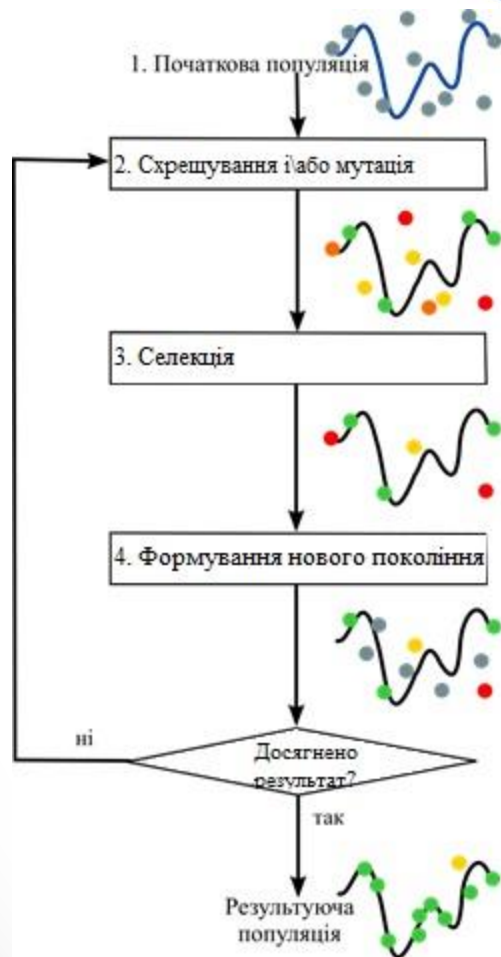 1. Початкова популяція
2. Схрещування і\або мутація
3. Селекція
4. Формування нового покоління
Досягнено
результат?
ні
так
Результуюча
популяція